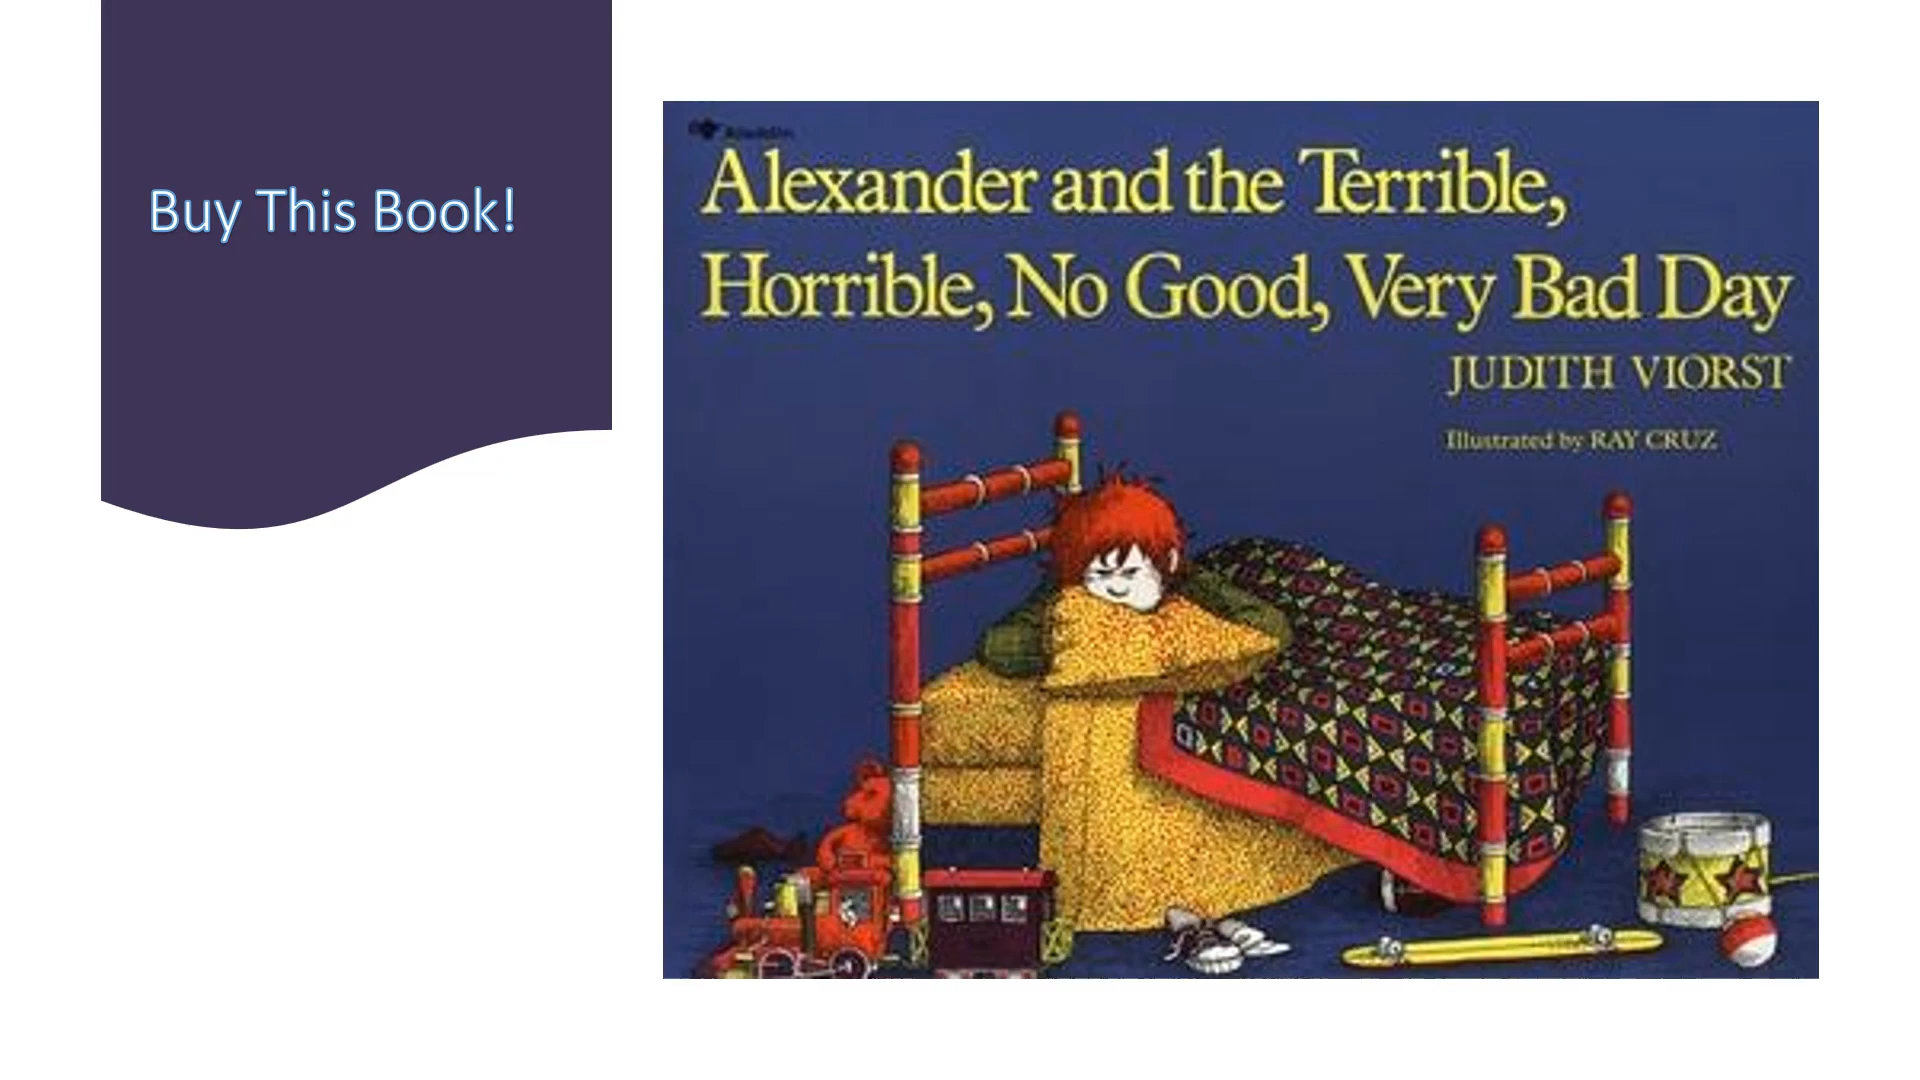 Buy This Book!
Aladdin
Alexander and the Terrible,
Horrible, No Good, Very Bad Day
JUDITH VIORST
Illustrated by RAY CRUZ